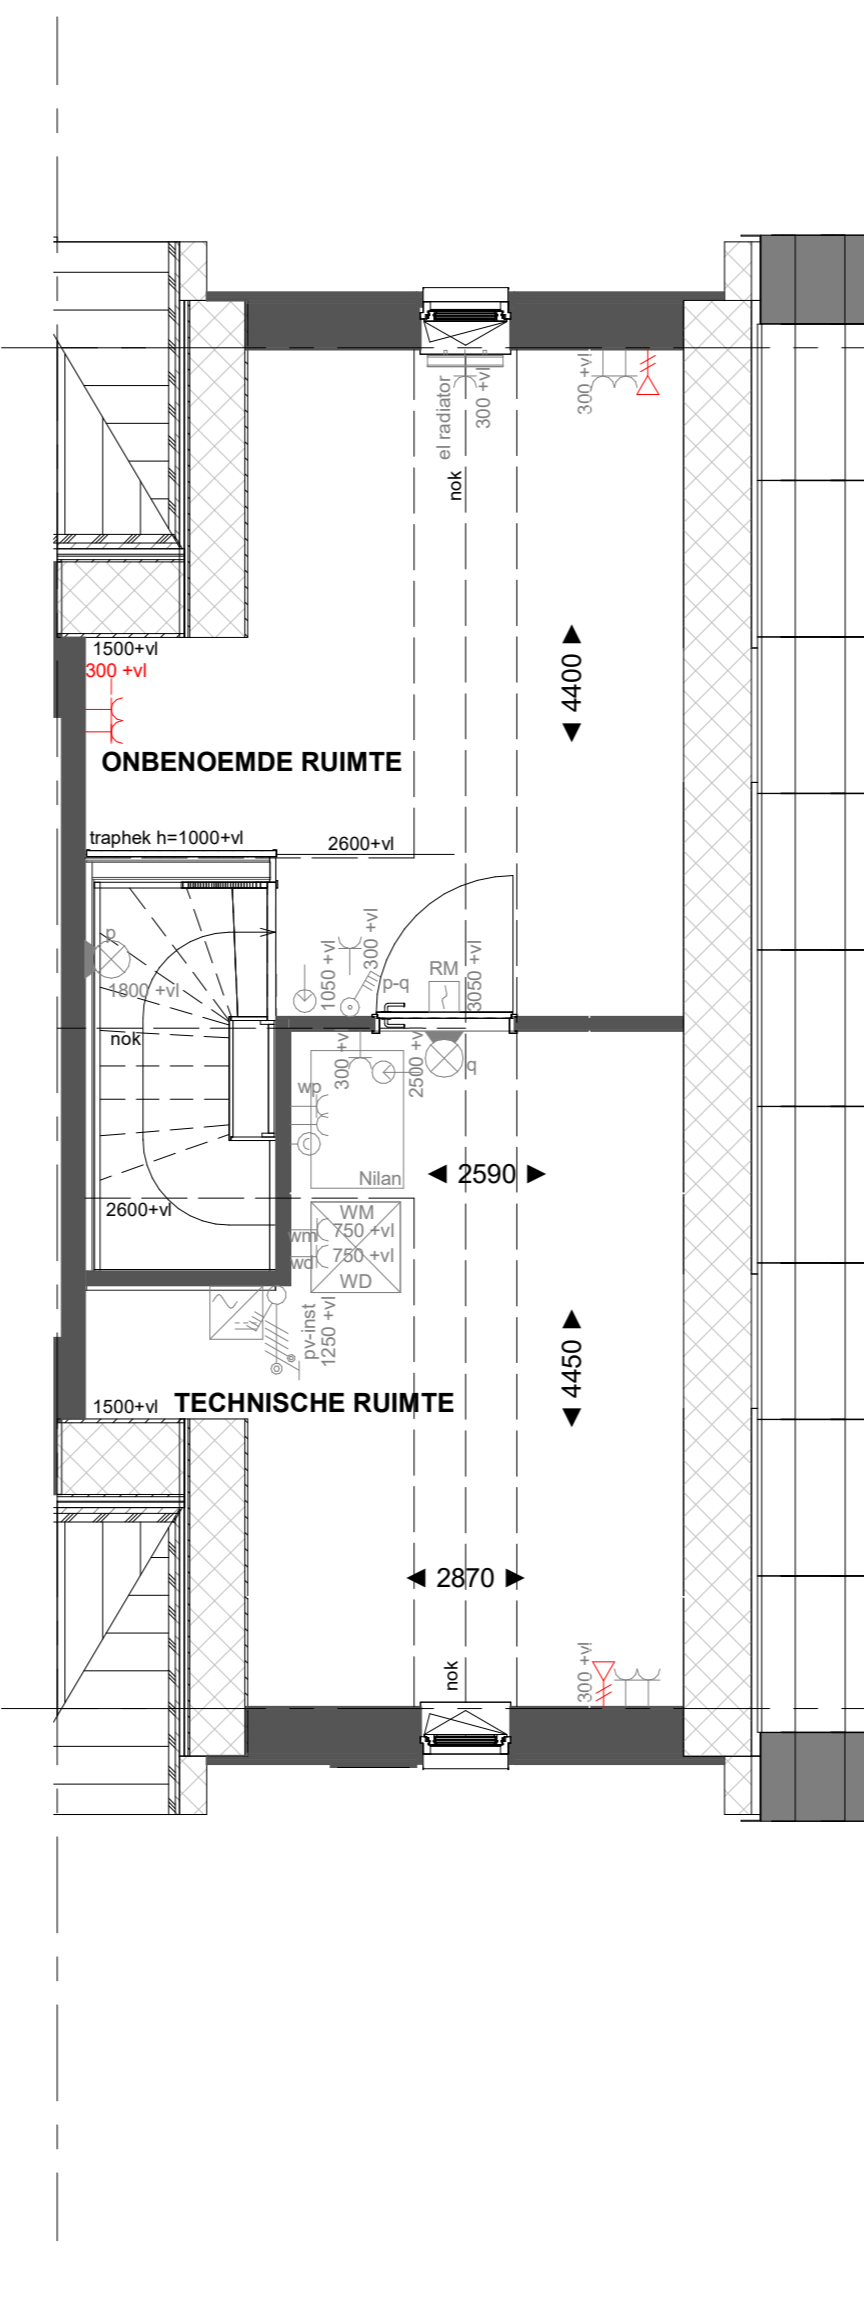 el radiator
300 +vl
300 +vl
nok
1500+vl
300 +vl
◄ 4400 ►
ONBENOEMDE RUIMTE
traphek h=1000+vl
2600+vl
p
1800 +vl
1050 +vl
300 +vl
p-q
RM
3050 +vl
nok
300 +v
2500 +v
q
wp
Nilan
◄ 2590 ►
2600+vl
WM
wm
750 +vl
wd
750 +vl
WD
pv-inst
1250 +vl
◄ 4450 ►
1500+vl
TECHNISCHE RUIMTE
◄ 2870 ►
nok
300 +vl